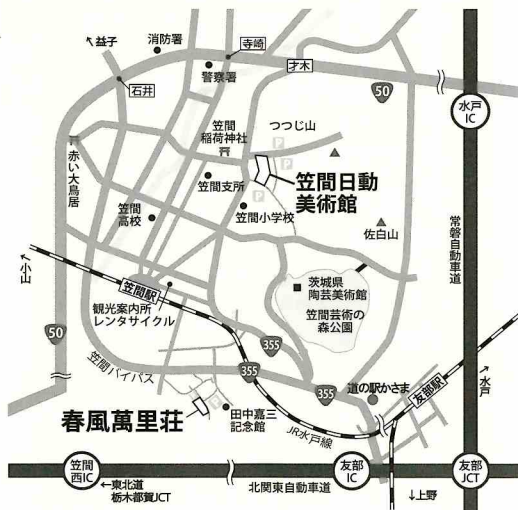 ↖益子
消防署
寺崎
警察署
石井
才木
50
水戸
IC
つつじ山
P
笠間
稲荷神社
P
赤い大鳥居
笠間支所
P
笠間日動
美術館
笠間
高校
笠間小学校
佐白山
常磐自動車道
↖小山
笠間駅
茨城県
陶芸美術館
観光案内所
レンタサイクル
笠間芸術の
森公園
50
355
笠間バイパス
355
355
道の駅かさま
友部駅
↗水戸
春風萬里荘
田中嘉三
記念館
JR水戸線
笠間
西IC
←東北道
栃木都賀JCT
北関東自動車道
友部
IC
↓上野
友部
JCT